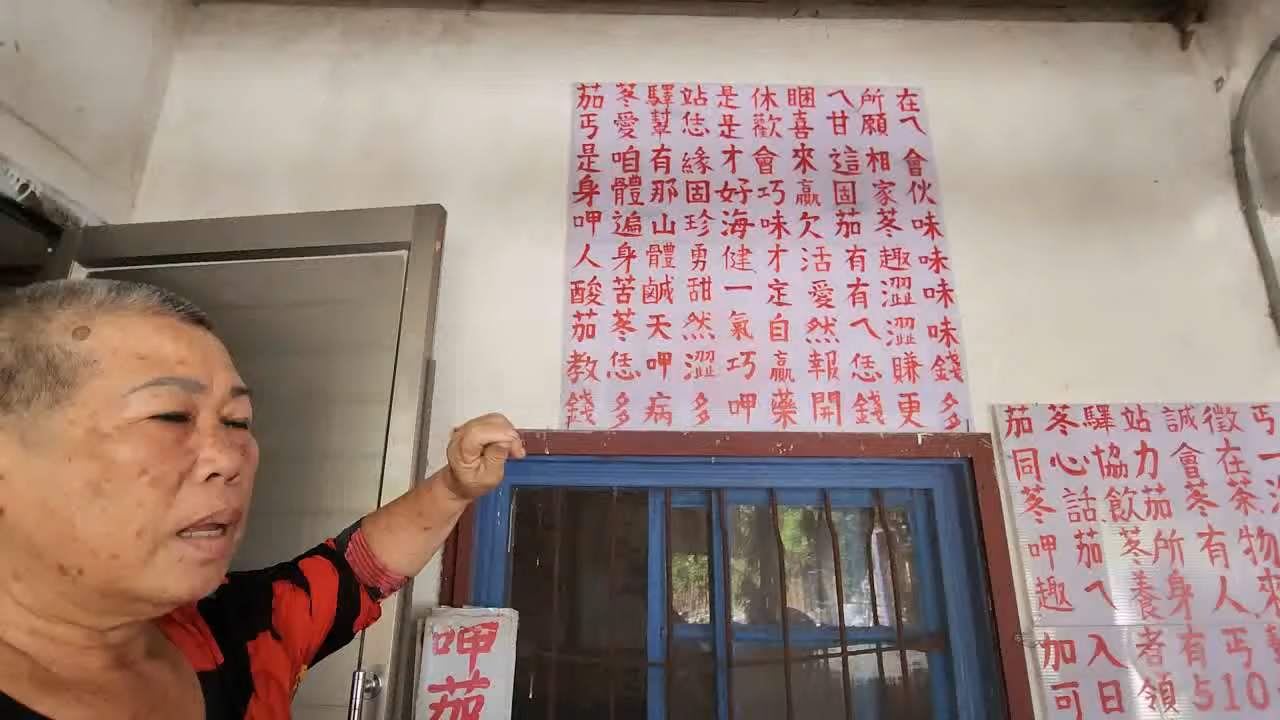 茄苳驛站是休睏ㄟ所在
丐愛幫恁是歡喜甘願ㄟ
是咱有緣才會來這相會
身體那固好巧贏固家伙
呷遍山珍海味欠茄苳味
人身體勇健才活有趣味
酸苦鹹甜一定愛有澀味
茄苳天然氣自然ㄟ澀味
教恁呷澀巧贏報恁賺錢
錢多病多呷藥開錢更多
茄苳驛站誠徵丐
同心協力會在一
苳話飲茄苳茶
呷茄苳所有物
趣ㄟ養身人來
加入者有丐
可日領510
呷茄